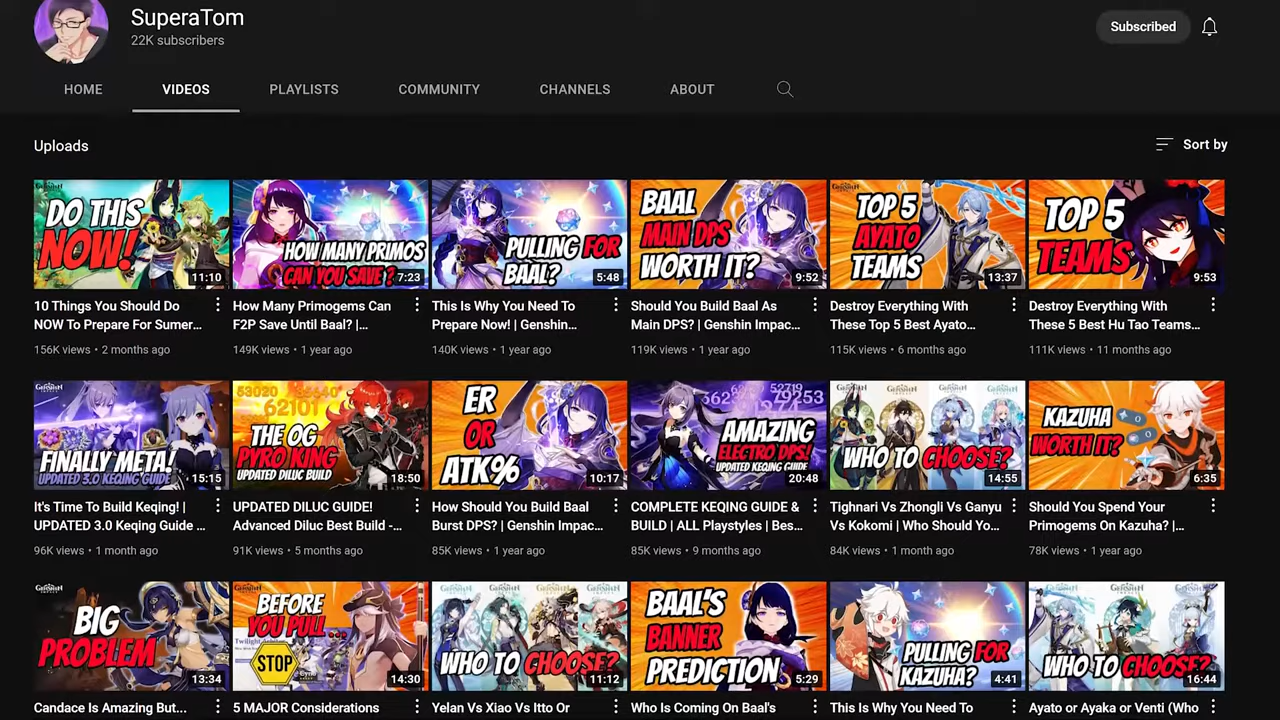 SuperaTom
22K subscribers
Subscribed
HOME
VIDEOS
PLAYLISTS
COMMUNITY
CHANNELS
ABOUT
Uploads
Sort by
DO THIS
NOW!
11:10
HOW MANY PRIMOS
CAN YOU SAVE?
7:23
PULLING FOR
BAAL?
5:48
BAAL
MAIN DPS
WORTH IT?
9:52
TOP 5
AYATO
TEAMS
13:37
TOP 5
TEAMS
9:53
10 Things You Should Do
NOW To Prepare For Sumer...
156K views • 2 months ago
How Many Primogems Can
F2P Save Until Baal? |...
149K views • 1 year ago
This Is Why You Need To
Prepare Now! | Genshin...
140K views • 1 year ago
Should You Build Baal As
Main DPS? | Genshin Impac...
119K views • 1 year ago
Destroy Everything With
These Top 5 Best Ayato...
115K views • 6 months ago
Destroy Everything With
These 5 Best Hu Tao Teams...
111K views • 11 months ago
FINALLY META!
UPDATED 3.0 KEQING GUIDE
15:15
62101
THE OG
PYRO KING
UPDATED DILUC BUILD
18:50
ER
OR
ATK%
10:17
52719
79253
AMAZING
ELECTRO DPS!
UPDATED KEQING GUIDE
20:48
WHO TO CHOOSE?
14:55
KAZUHA
WORTH IT?
6:35
It's Time To Build Keqing! |
UPDATED 3.0 Keqing Guide ...
96K views • 1 month ago
UPDATED DILUC GUIDE!
Advanced Diluc Best Build -...
91K views • 5 months ago
How Should You Build Baal
Burst DPS? | Genshin Impac...
85K views • 1 year ago
COMPLETE KEQING GUIDE &
BUILD | ALL Playstyles | Bes...
85K views • 9 months ago
Tighnari Vs Zhongli Vs Ganyu
Vs Kokomi | Who Should Yo...
84K views • 1 month ago
Should You Spend Your
Primogems On Kazuha? |...
78K views • 1 year ago
BIG
PROBLEM
13:34
BEFORE
YOU PULL
STOP
14:30
WHO TO CHOOSE?
11:12
BAAL'S
BANNER
PREDICTION
5:29
PULLING FOR
KAZUHA?
4:41
WHO TO CHOOSE?
16:44
Candace Is Amazing But...
5 MAJOR Considerations
Yelan Vs Xiao Vs Itto Or
Who Is Coming On Baal's
This Is Why You Need To
Ayato or Ayaka or Venti (Who